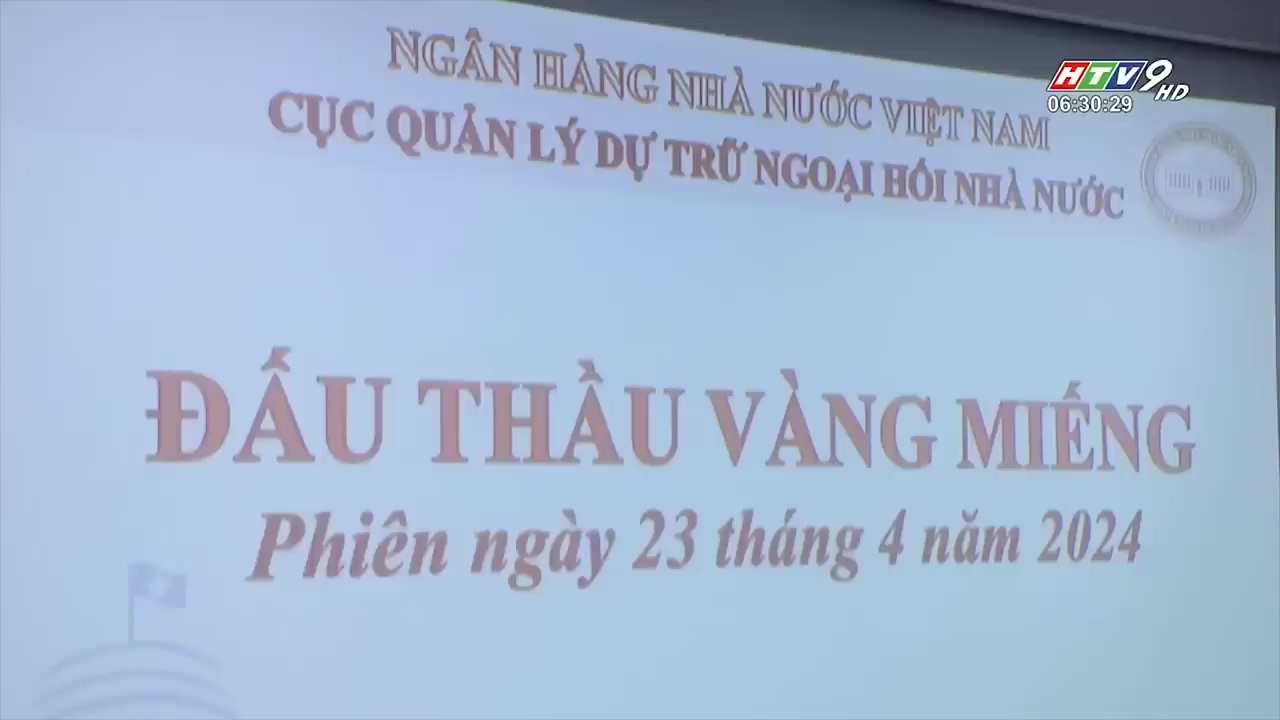 HTV9 HD
06:30:29
NGÂN HÀNG NHÀ NƯỚC VIỆT NAM
CỤC QUẢN LÝ DỰ TRỮ NGOẠI HỐI NHÀ NƯỚC
ĐẤU THẦU VÀNG MIẾNG
Phiên ngày 23 tháng 4 năm 2024